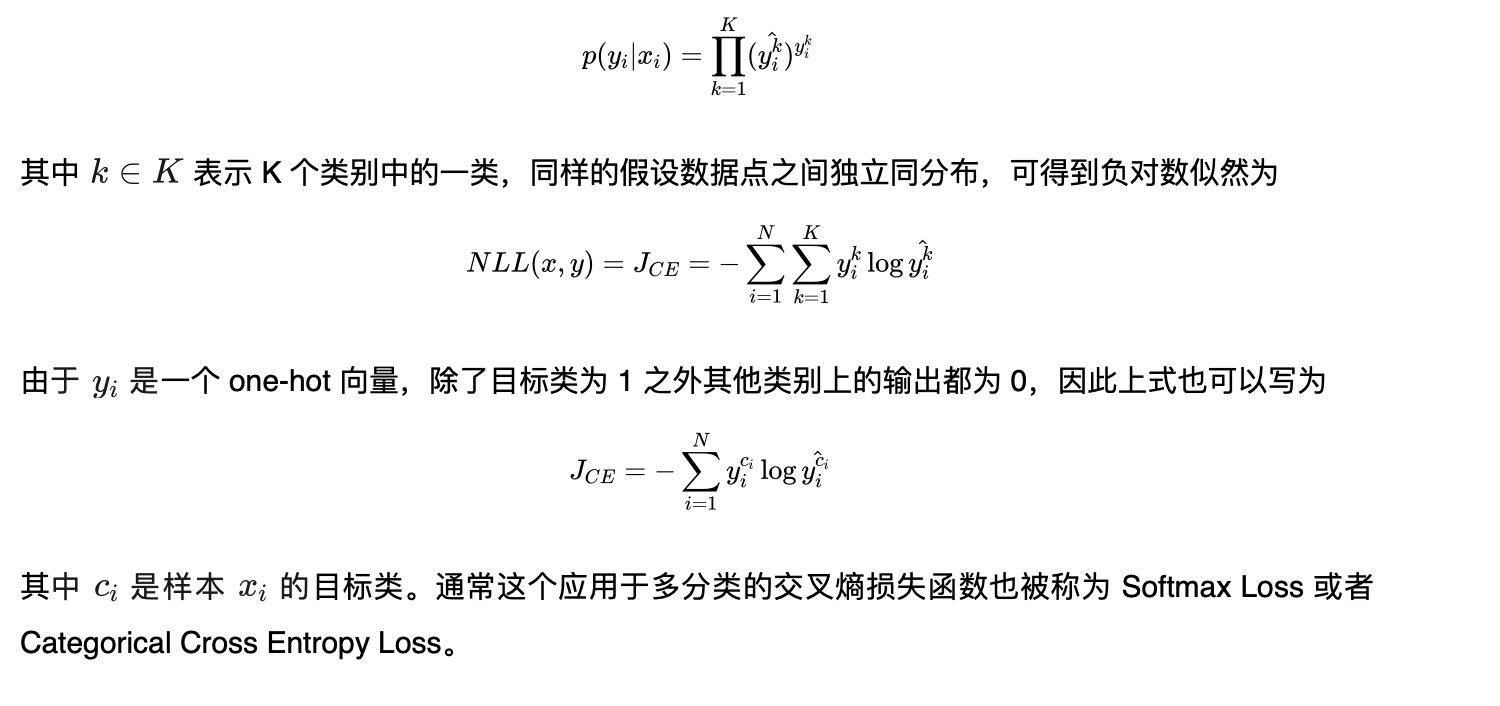 $$p(y_i|x_i) = \prod_{k=1}^{K} (\hat{y_i^k})^{y_i^k}$$
其中 $k \in K$ 表示 K 个类别中的一类，同样的假设数据点之间独立同分布，可得到负对数似然为
$$NLL(x, y) = J_{CE} = -\sum_{i=1}^{N} \sum_{k=1}^{K} y_i^k \log \hat{y_i^k}$$
由于 $y_i$ 是一个 one-hot 向量，除了目标类为 1 之外其他类别上的输出都为 0，因此上式也可以写为
$$J_{CE} = -\sum_{i=1}^{N} y_i^{c_i} \log \hat{y_i^{c_i}}$$
其中 $c_i$ 是样本 $x_i$ 的目标类。通常这个应用于多分类的交叉熵损失函数也被称为 Softmax Loss 或者
Categorical Cross Entropy Loss。